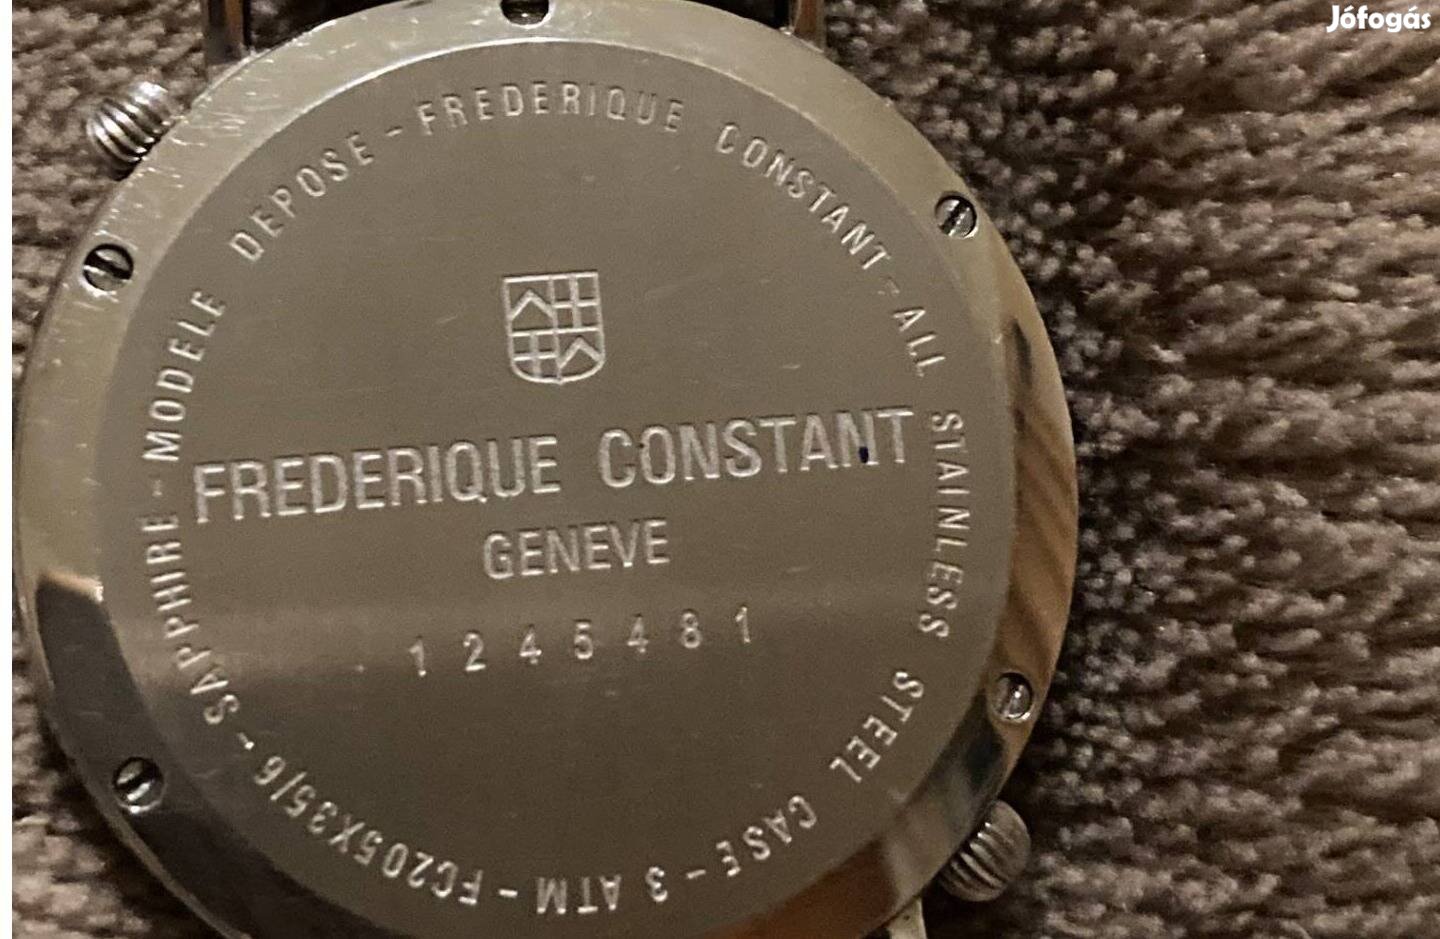 Jófogás
MODELE DEPOSE - FREDERIQUE CONSTANT - ALL STAINLESS STEEL CASE - 3 ATM - FC205X35/6 - SAPPHIRE -
FREDERIQUE CONSTANT
GENEVE
1245481